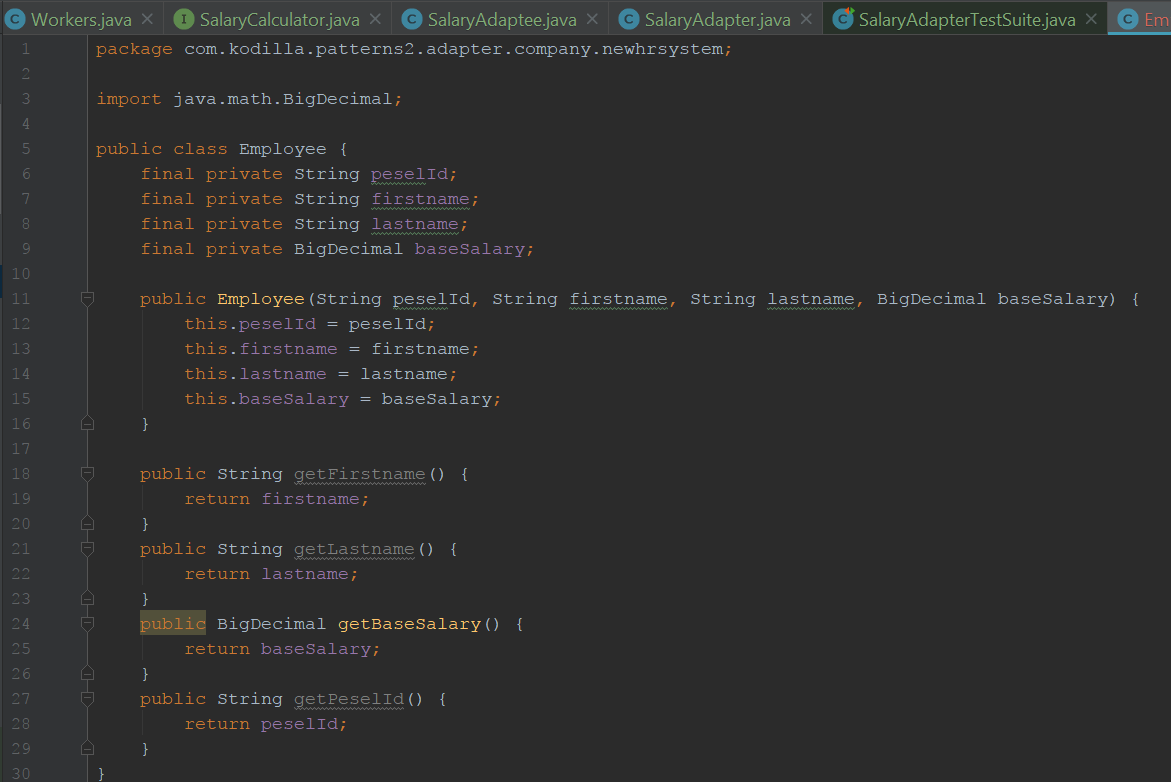 Workers.java SalaryCalculator.java SalaryAdaptee.java SalaryAdapter.java SalaryAdapterTestSuite.java Em
1 package com.kodilla.patterns2.adapter.company.newhrsystem;
2
3 import java.math.BigDecimal;
4
5 public class Employee {
6 final private String peselId;
7 final private String firstname;
8 final private String lastname;
9 final private BigDecimal baseSalary;
10
11 public Employee(String peselId, String firstname, String lastname, BigDecimal baseSalary) {
12 this.peselId = peselId;
13 this.firstname = firstname;
14 this.lastname = lastname;
15 this.baseSalary = baseSalary;
16 }
17
18 public String getFirstname() {
19 return firstname;
20 }
21 public String getLastname() {
22 return lastname;
23 }
24 public BigDecimal getBaseSalary() {
25 return baseSalary;
26 }
27 public String getPeselId() {
28 return peselId;
29 }
30 }